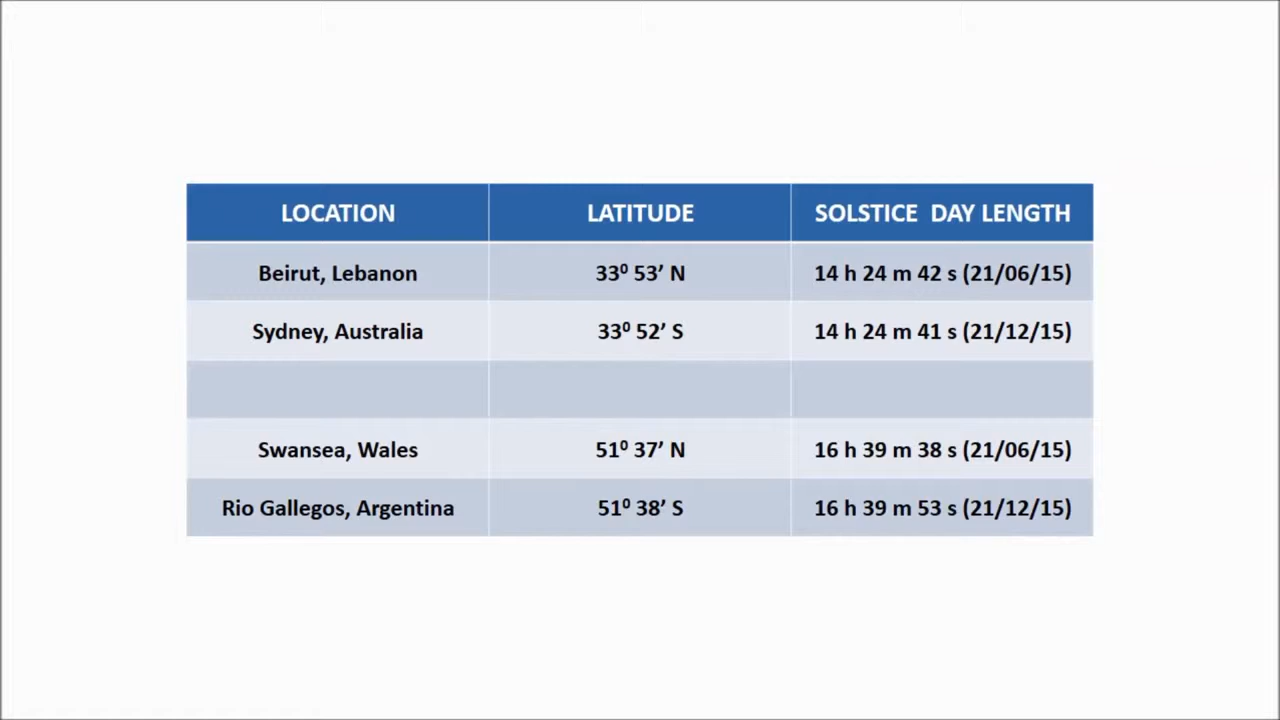 LOCATION LATITUDE SOLSTICE DAY LENGTH
Beirut, Lebanon 33⁰ 53’ N 14 h 24 m 42 s (21/06/15)
Sydney, Australia 33⁰ 52’ S 14 h 24 m 41 s (21/12/15)
Swansea, Wales 51⁰ 37’ N 16 h 39 m 38 s (21/06/15)
Rio Gallegos, Argentina 51⁰ 38’ S 16 h 39 m 53 s (21/12/15)